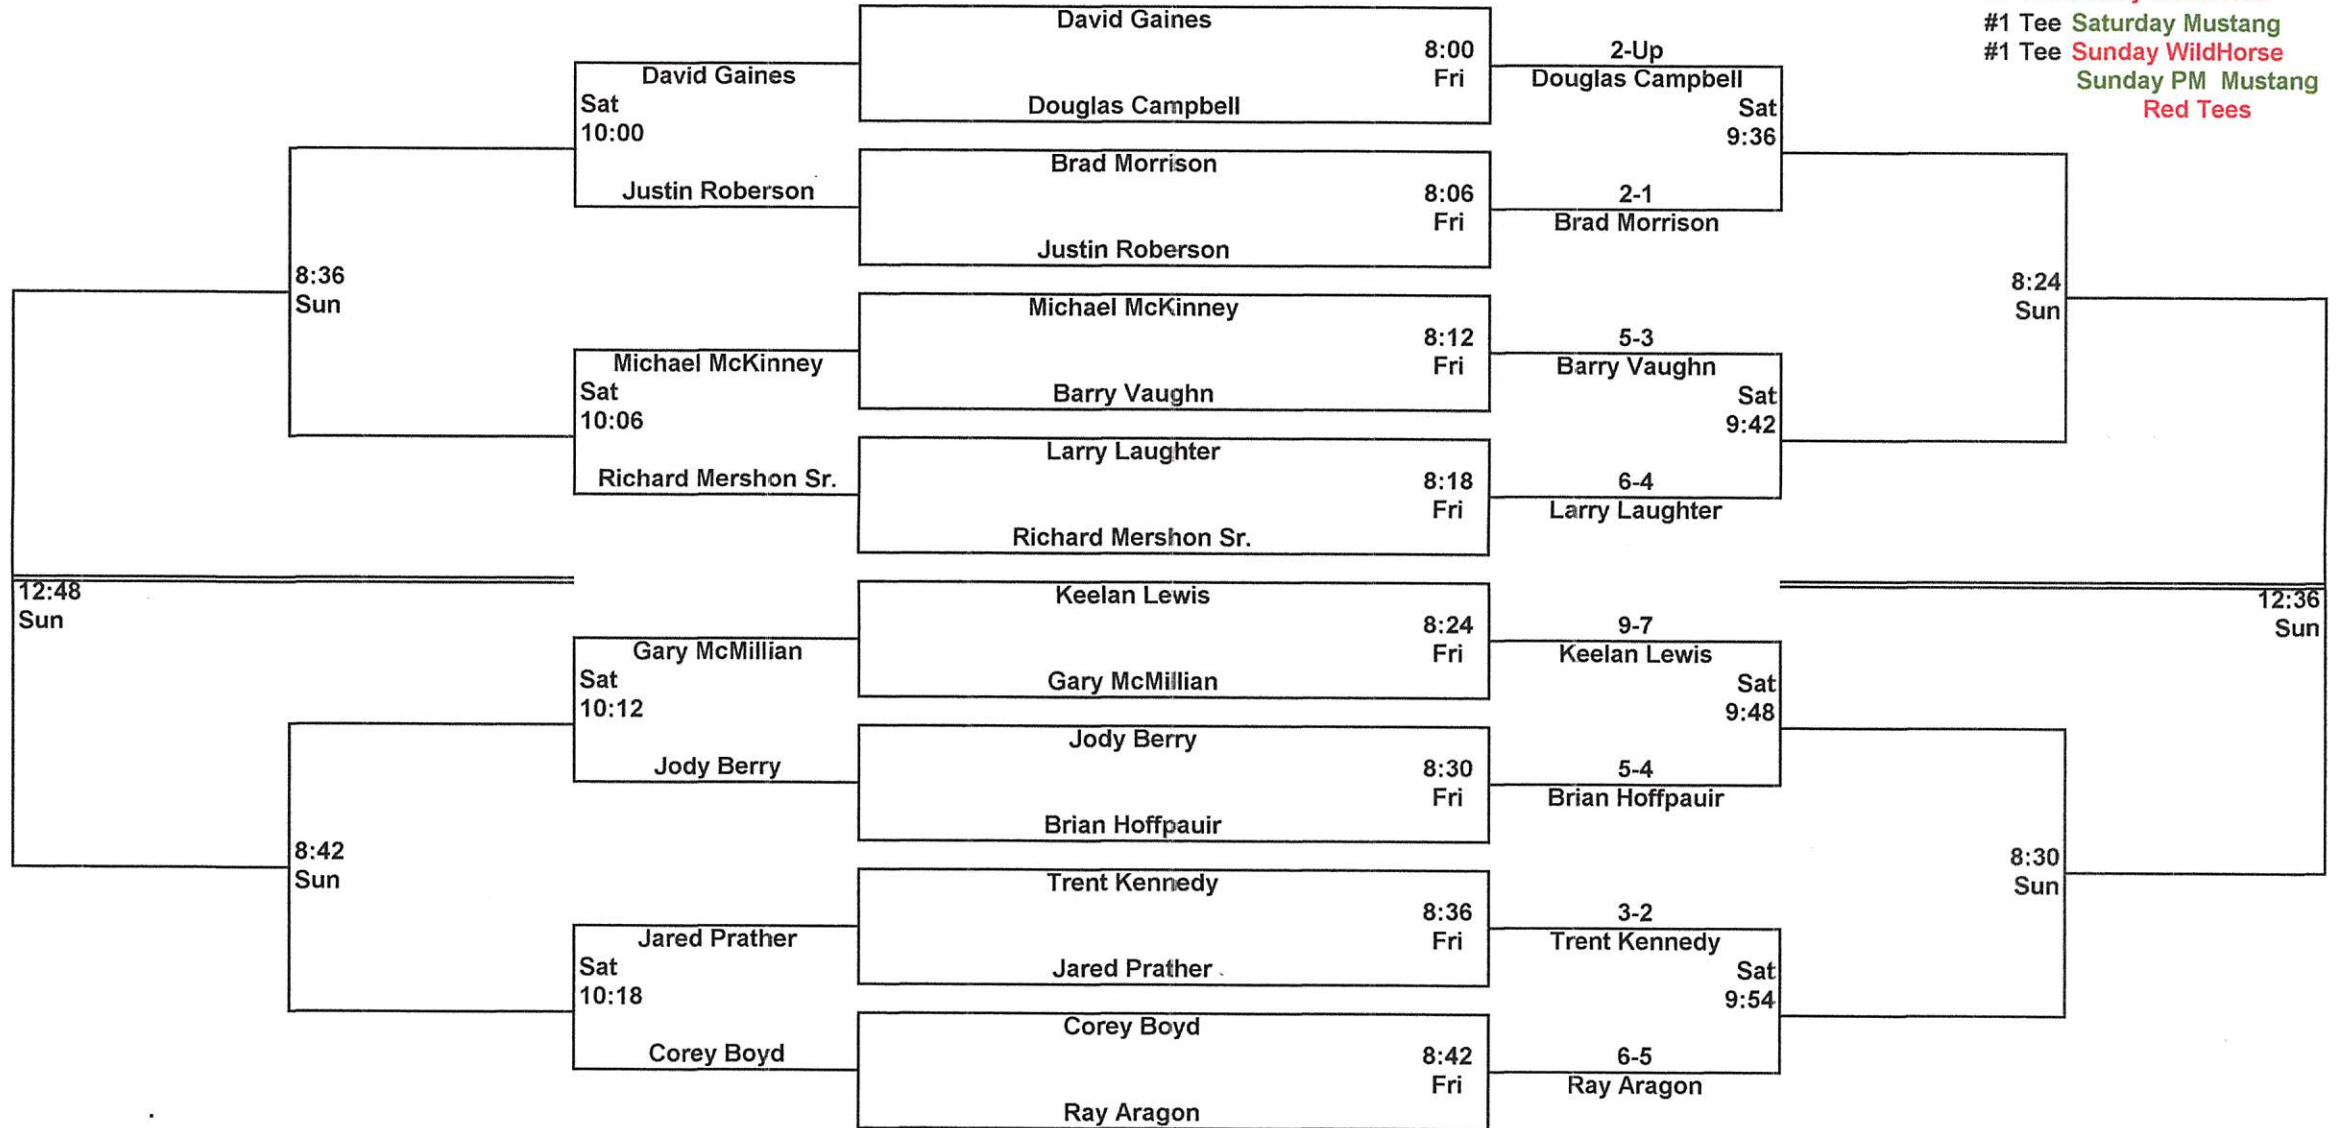 #1 Tee Saturday Mustang
#1 Tee Sunday WildHorse
Sunday PM Mustang
Red Tees
David Gaines
8:00
Fri
Douglas Campbell
Brad Morrison
8:06
Fri
Justin Roberson
Michael McKinney
8:12
Fri
Barry Vaughn
Larry Laughter
8:18
Fri
Richard Mershon Sr.
Keelan Lewis
8:24
Fri
Gary McMillian
Jody Berry
8:30
Fri
Brian Hoffpauir
Trent Kennedy
8:36
Fri
Jared Prather
Corey Boyd
8:42
Fri
Ray Aragon
David Gaines
Sat
10:00
Justin Roberson
Michael McKinney
Sat
10:06
Richard Mershon Sr.
Gary McMillian
Sat
10:12
Jody Berry
Jared Prather
Sat
10:18
Corey Boyd
8:36
Sun
8:42
Sun
12:48
Sun
2-Up
Douglas Campbell
Sat
9:36
2-1
Brad Morrison
5-3
Barry Vaughn
Sat
9:42
6-4
Larry Laughter
9-7
Keelan Lewis
Sat
9:48
5-4
Brian Hoffpauir
3-2
Trent Kennedy
Sat
9:54
6-5
Ray Aragon
8:24
Sun
8:30
Sun
12:36
Sun